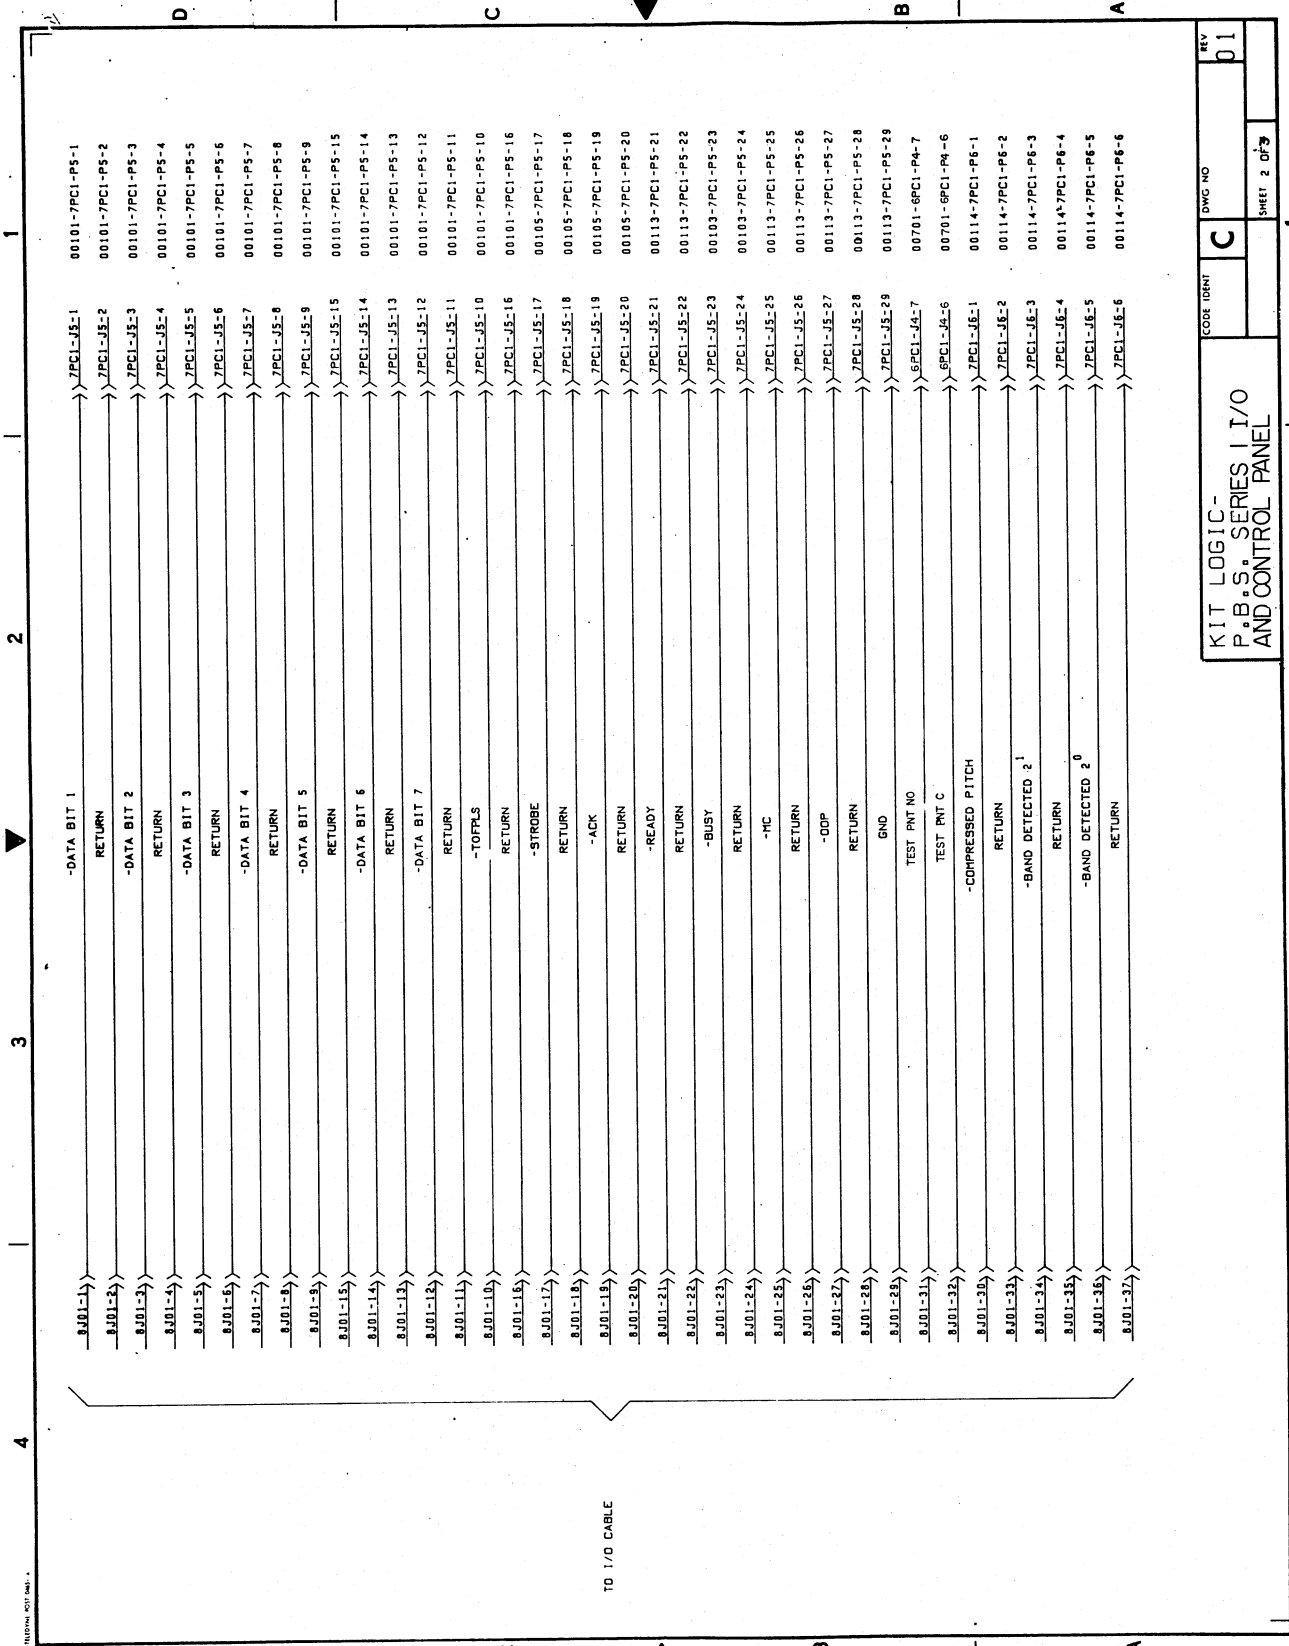 TELEDYNE POST 0465-4
4 3 2 1
D
C
B
A
8J01-1 -DATA BIT 1 7PC1-J5-1 00101-7PC1-P5-1
8J01-2 RETURN 7PC1-J5-2 00101-7PC1-P5-2
8J01-3 -DATA BIT 2 7PC1-J5-3 00101-7PC1-P5-3
8J01-4 RETURN 7PC1-J5-4 00101-7PC1-P5-4
8J01-5 -DATA BIT 3 7PC1-J5-5 00101-7PC1-P5-5
8J01-6 RETURN 7PC1-J5-6 00101-7PC1-P5-6
8J01-7 -DATA BIT 4 7PC1-J5-7 00101-7PC1-P5-7
8J01-8 RETURN 7PC1-J5-8 00101-7PC1-P5-8
8J01-9 -DATA BIT 5 7PC1-J5-9 00101-7PC1-P5-9
8J01-15 RETURN 7PC1-J5-15 00101-7PC1-P5-15
8J01-14 -DATA BIT 6 7PC1-J5-14 00101-7PC1-P5-14
8J01-13 RETURN 7PC1-J5-13 00101-7PC1-P5-13
8J01-12 -DATA BIT 7 7PC1-J5-12 00101-7PC1-P5-12
8J01-11 RETURN 7PC1-J5-11 00101-7PC1-P5-11
8J01-10 -TOFPLS 7PC1-J5-10 00101-7PC1-P5-10
8J01-16 RETURN 7PC1-J5-16 00101-7PC1-P5-16
8J01-17 -STROBE 7PC1-J5-17 00105-7PC1-P5-17
8J01-18 RETURN 7PC1-J5-18 00105-7PC1-P5-18
8J01-19 -ACK 7PC1-J5-19 00105-7PC1-P5-19
8J01-20 RETURN 7PC1-J5-20 00105-7PC1-P5-20
8J01-21 -READY 7PC1-J5-21 00113-7PC1-P5-21
8J01-22 RETURN 7PC1-J5-22 00113-7PC1-P5-22
8J01-23 -BUSY 7PC1-J5-23 00103-7PC1-P5-23
8J01-24 RETURN 7PC1-J5-24 00103-7PC1-P5-24
8J01-25 -MC 7PC1-J5-25 00113-7PC1-P5-25
8J01-26 RETURN 7PC1-J5-26 00113-7PC1-P5-26
8J01-27 -OOP 7PC1-J5-27 00113-7PC1-P5-27
8J01-28 RETURN 7PC1-J5-28 00113-7PC1-P5-28
8J01-29 GND 7PC1-J5-29 00113-7PC1-P5-29
8J01-31 TEST PNT NO 6PC1-J4-7 00701-6PC1-P4-7
8J01-32 TEST PNT C 6PC1-J4-6 00701-6PC1-P4-6
8J01-30 -COMPRESSED PITCH 7PC1-J6-1 00114-7PC1-P6-1
8J01-33 RETURN 7PC1-J6-2 00114-7PC1-P6-2
8J01-34 -BAND DETECTED 2¹ 7PC1-J6-3 00114-7PC1-P6-3
8J01-35 RETURN 7PC1-J6-4 00114-7PC1-P6-4
8J01-36 -BAND DETECTED 2⁰ 7PC1-J6-5 00114-7PC1-P6-5
8J01-37 RETURN 7PC1-J6-6 00114-7PC1-P6-6
TO I/O CABLE
KIT LOGIC-
P.B.S. SERIES I I/O
AND CONTROL PANEL
CODE IDENT
C
DWG NO
REV
01
SHEET 2 OF 3